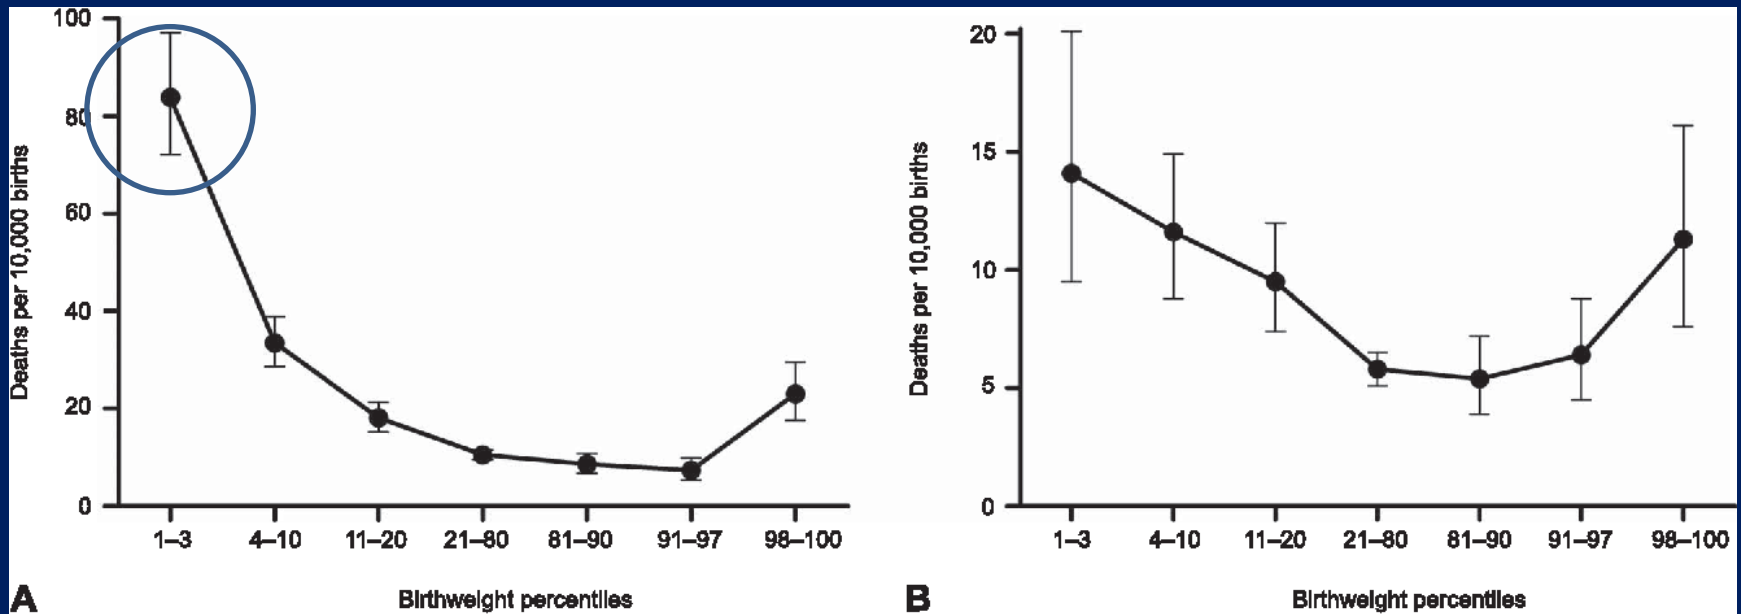 100
80
60
40
20
0
Deaths per 10,000 births
1–3 4–10 11–20 21–80 81–90 91–97 98–100
Birthweight percentiles
A
20
15
10
5
0
Deaths per 10,000 births
1–3 4–10 11–20 21–80 81–90 91–97 98–100
Birthweight percentiles
B